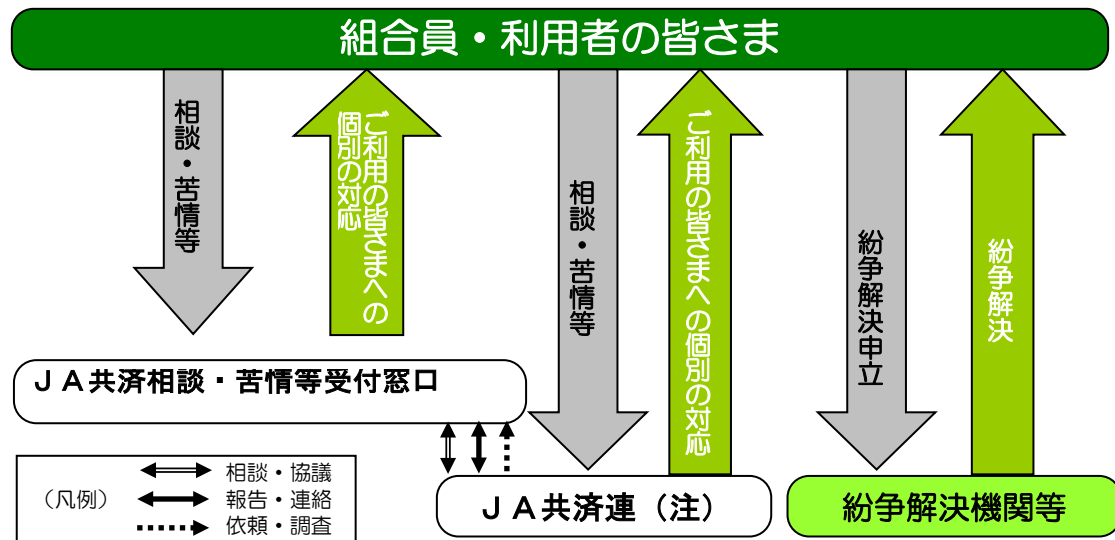 組合員・利用者の皆さま
相談・苦情等
ご利用の皆さまへの
個別の対応
相談・苦情等
ご利用の皆さまへの個別の対応
紛争解決申立
紛争解決
JA共済相談・苦情等受付窓口
(凡例)
相談・協議
報告・連絡
依頼・調査
JA共済連(注)
紛争解決機関等